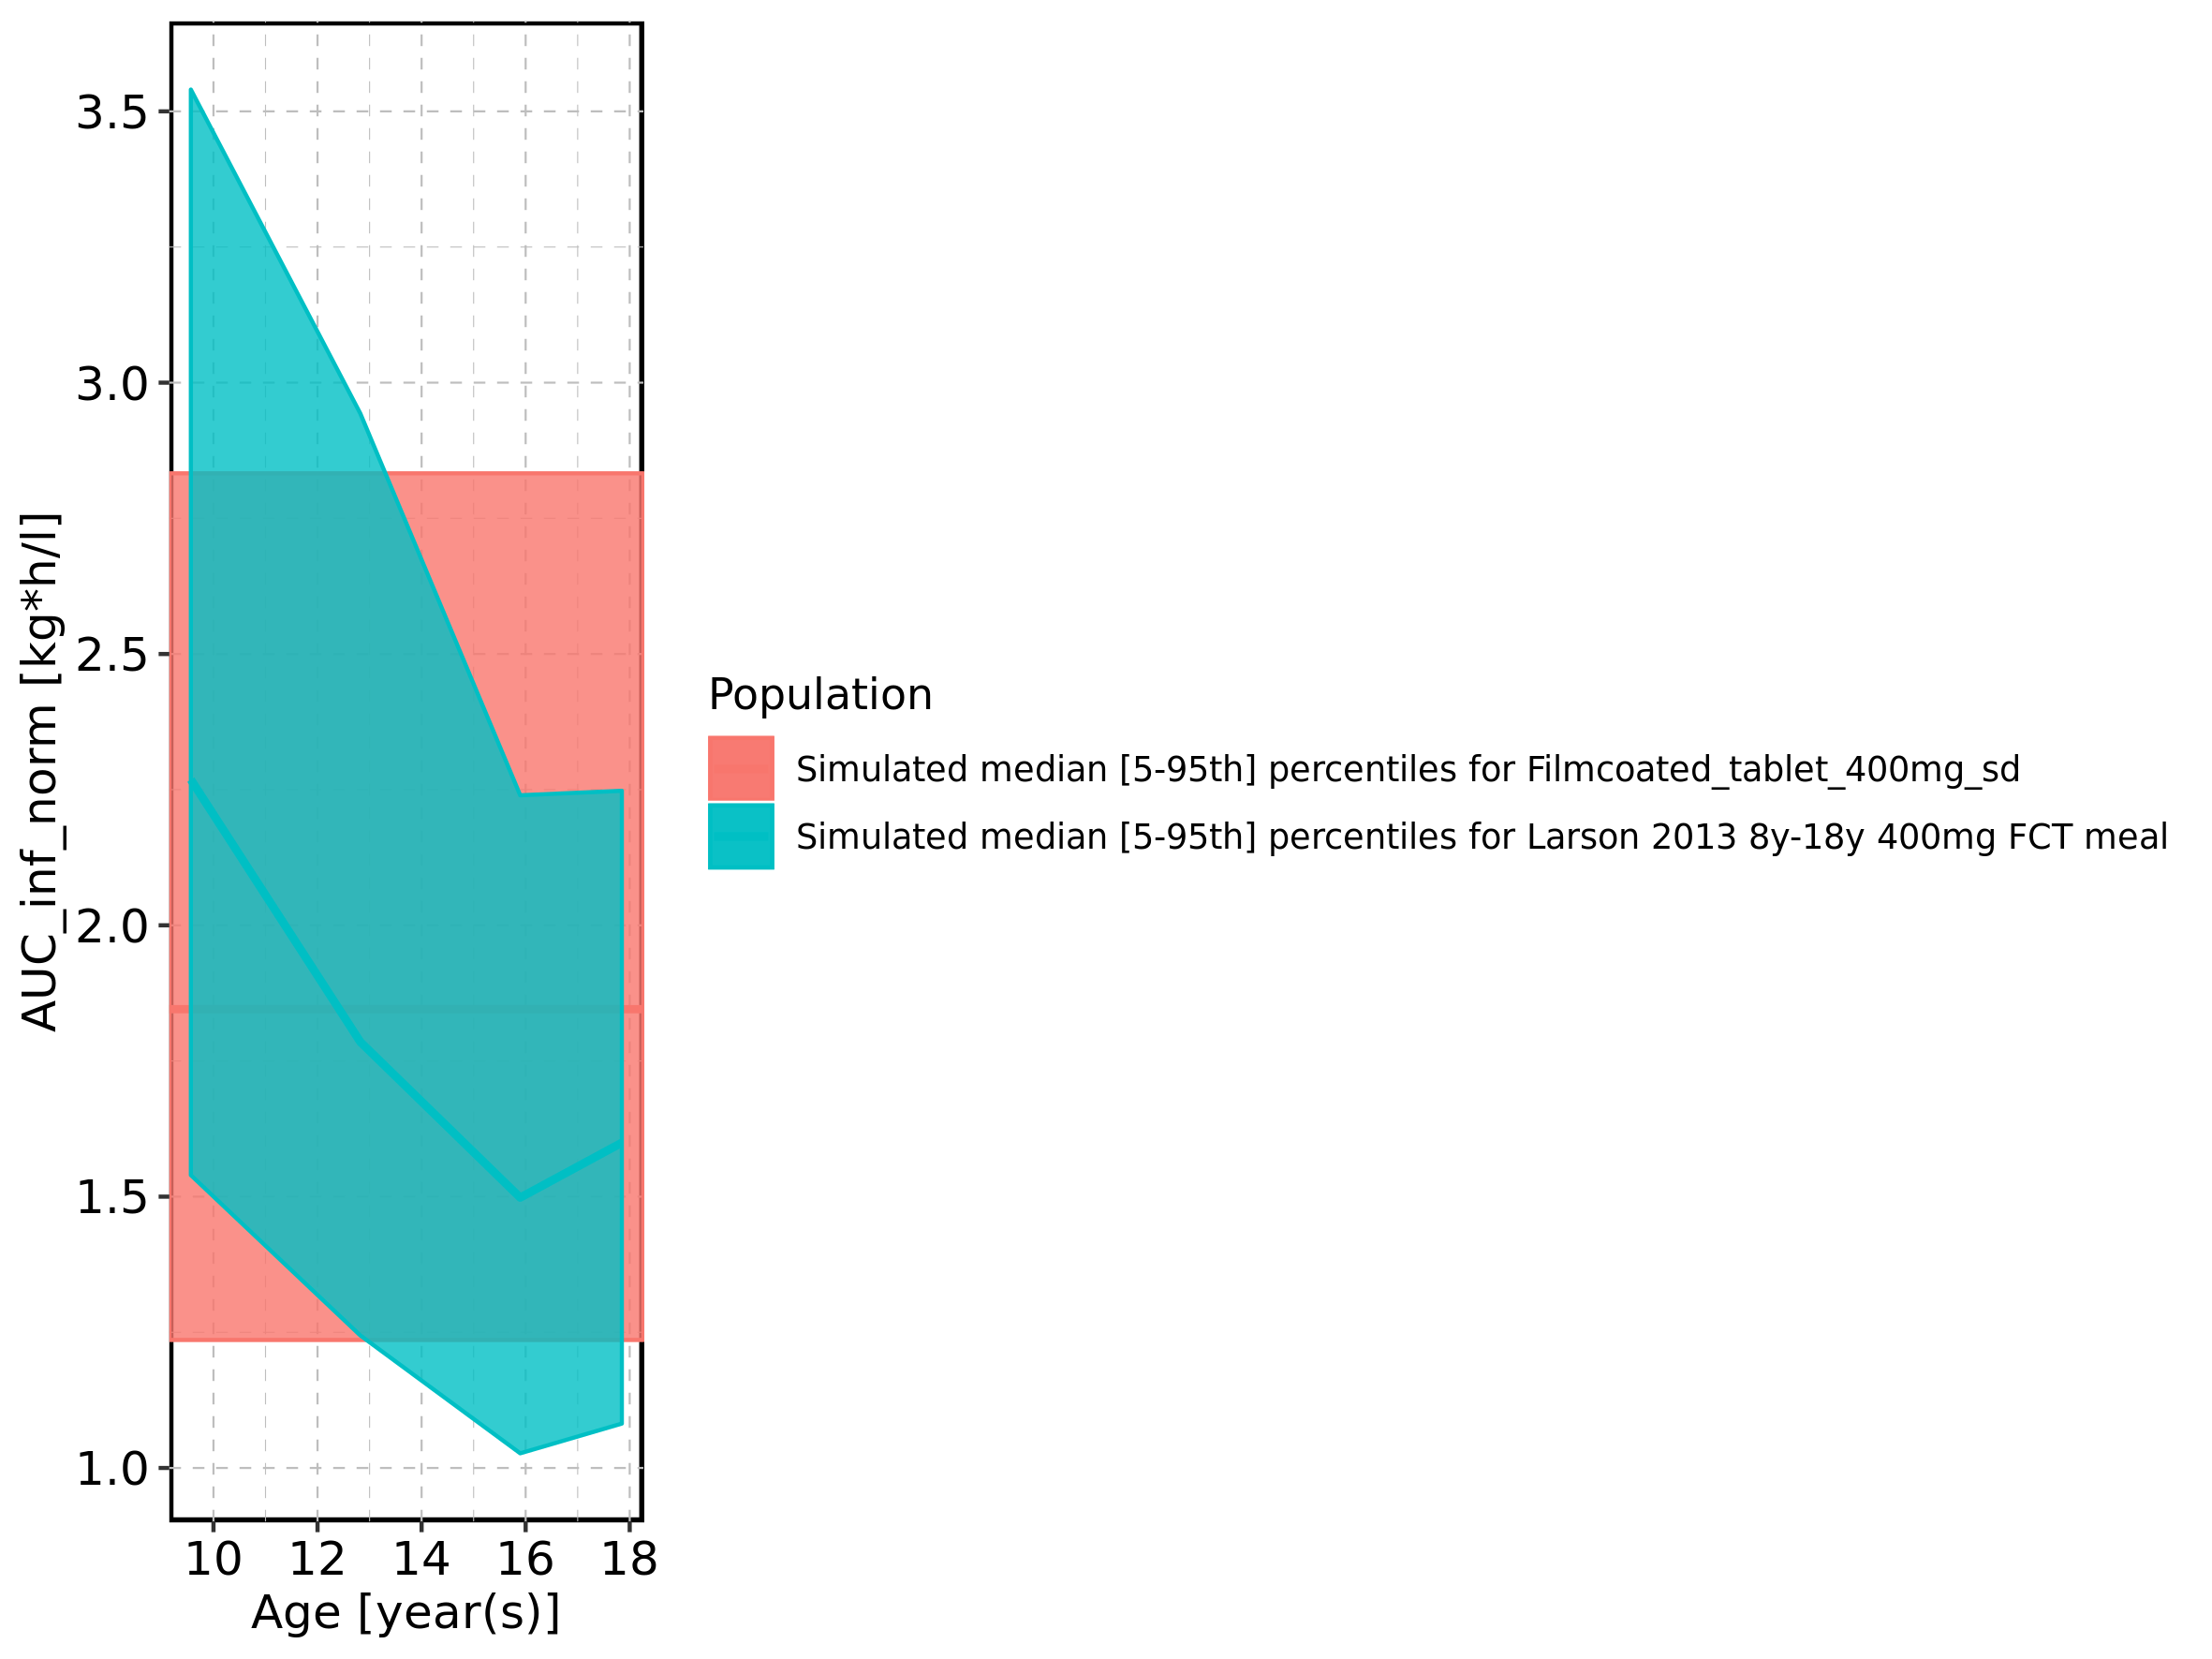 3.5
3.0
2.5
2.0
1.5
1.0
AUC_inf_norm [kg*h/l]
10 12 14 16 18
Age [year(s)]
Population
Simulated median [5-95th] percentiles for Filmcoated_tablet_400mg_sd
Simulated median [5-95th] percentiles for Larson 2013 8y-18y 400mg FCT meal